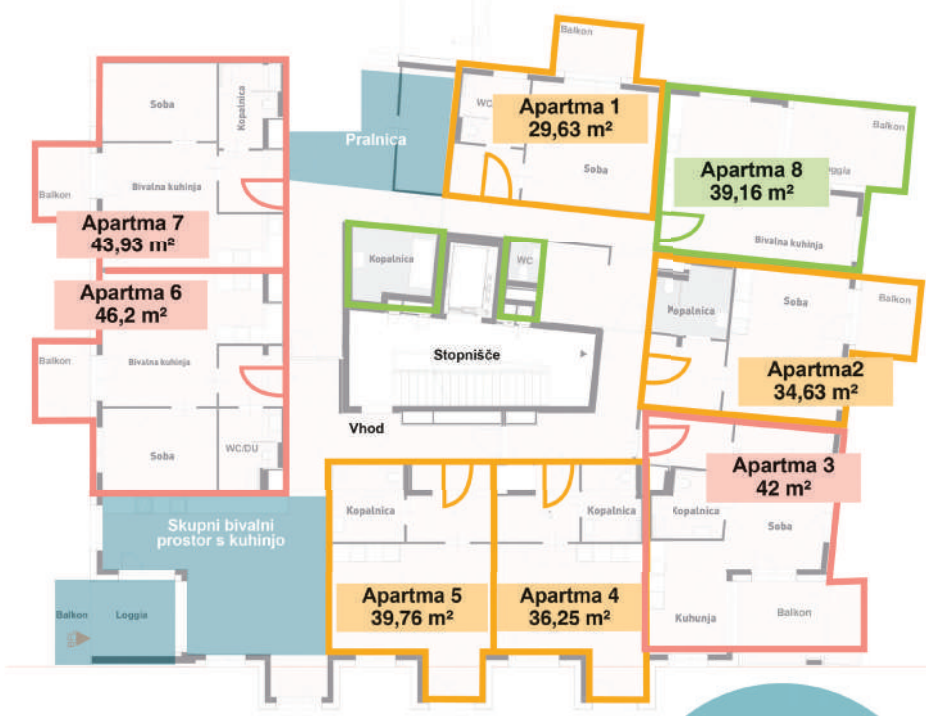 Balkon
WC
Apartma 1
29,63 m²
Soba
Pralnica
Soba
Kopalnica
Balkon
Apartma 8
39,16 m²
oggia
Bivalna kuhinja
Bivalna kuhinja
Balkon
Apartma 7
43,93 m²
Kopalnica
WC
Apartma 6
46,2 m²
Soba
Balkon
Popalnica
Stopnišče
Balkon
Bivalna kuhinja
Apartma2
34,63 m²
Vhod
Soba
WC/DU
Apartma 3
42 m²
Kopalnica
Kopalnica
Kopalnica
Soba
Skupni bivalni
prostor s kuhinjo
Apartma 5
39,76 m²
Apartma 4
36,25 m²
Balkon
Loggia
Kuhunja
Balkon